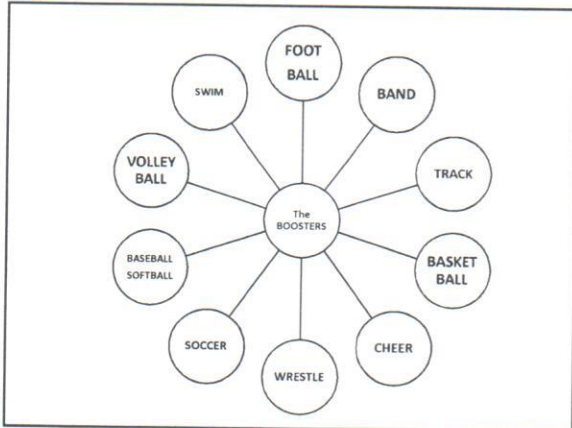 FOOT
BALL
BAND
TRACK
BASKET
BALL
CHEER
WRESTLE
SOCCER
BASEBALL
SOFTBALL
VOLLEY
BALL
SWIM
The
BOOSTERS